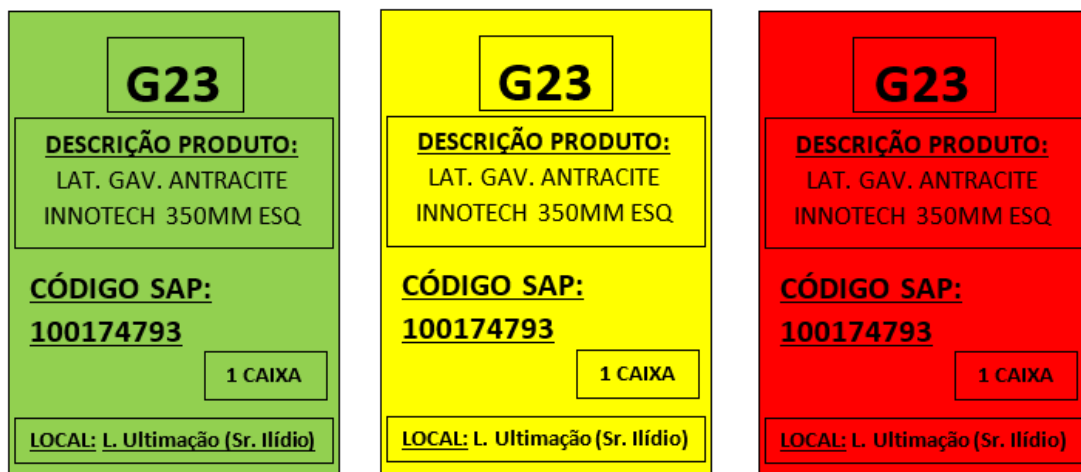 G23
DESCRIÇÃO PRODUTO:
LAT. GAV. ANTRACITE
INNOTECH 350MM ESQ
CÓDIGO SAP:
100174793
1 CAIXA
LOCAL: L. Ultimação (Sr. Ilídio)
G23
DESCRIÇÃO PRODUTO:
LAT. GAV. ANTRACITE
INNOTECH 350MM ESQ
CÓDIGO SAP:
100174793
1 CAIXA
LOCAL: L. Ultimação (Sr. Ilídio)
G23
DESCRIÇÃO PRODUTO:
LAT. GAV. ANTRACITE
INNOTECH 350MM ESQ
CÓDIGO SAP:
100174793
1 CAIXA
LOCAL: L. Ultimação (Sr. Ilídio)